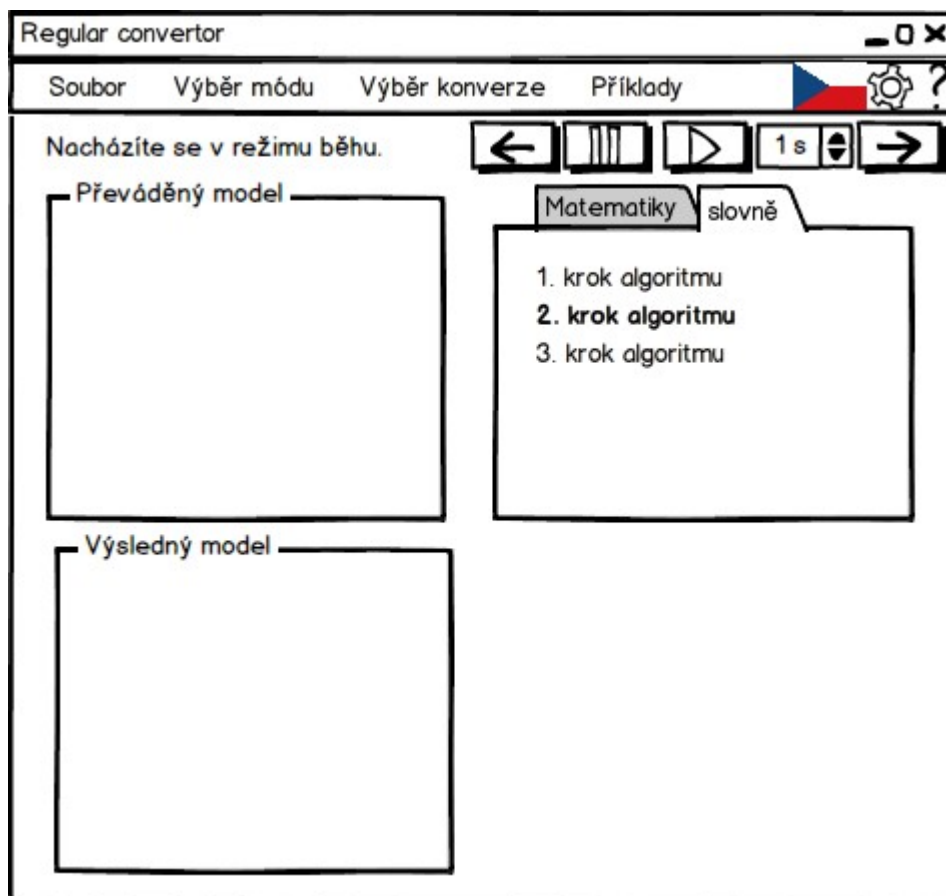 Regular convertor
Soubor Výběr módu Výběr konverze Příklady ?
Nacházíte se v režimu běhu.
1 s
Převáděný model
Matematiky slovně
1. krok algoritmu
2. krok algoritmu
3. krok algoritmu
Výsledný model